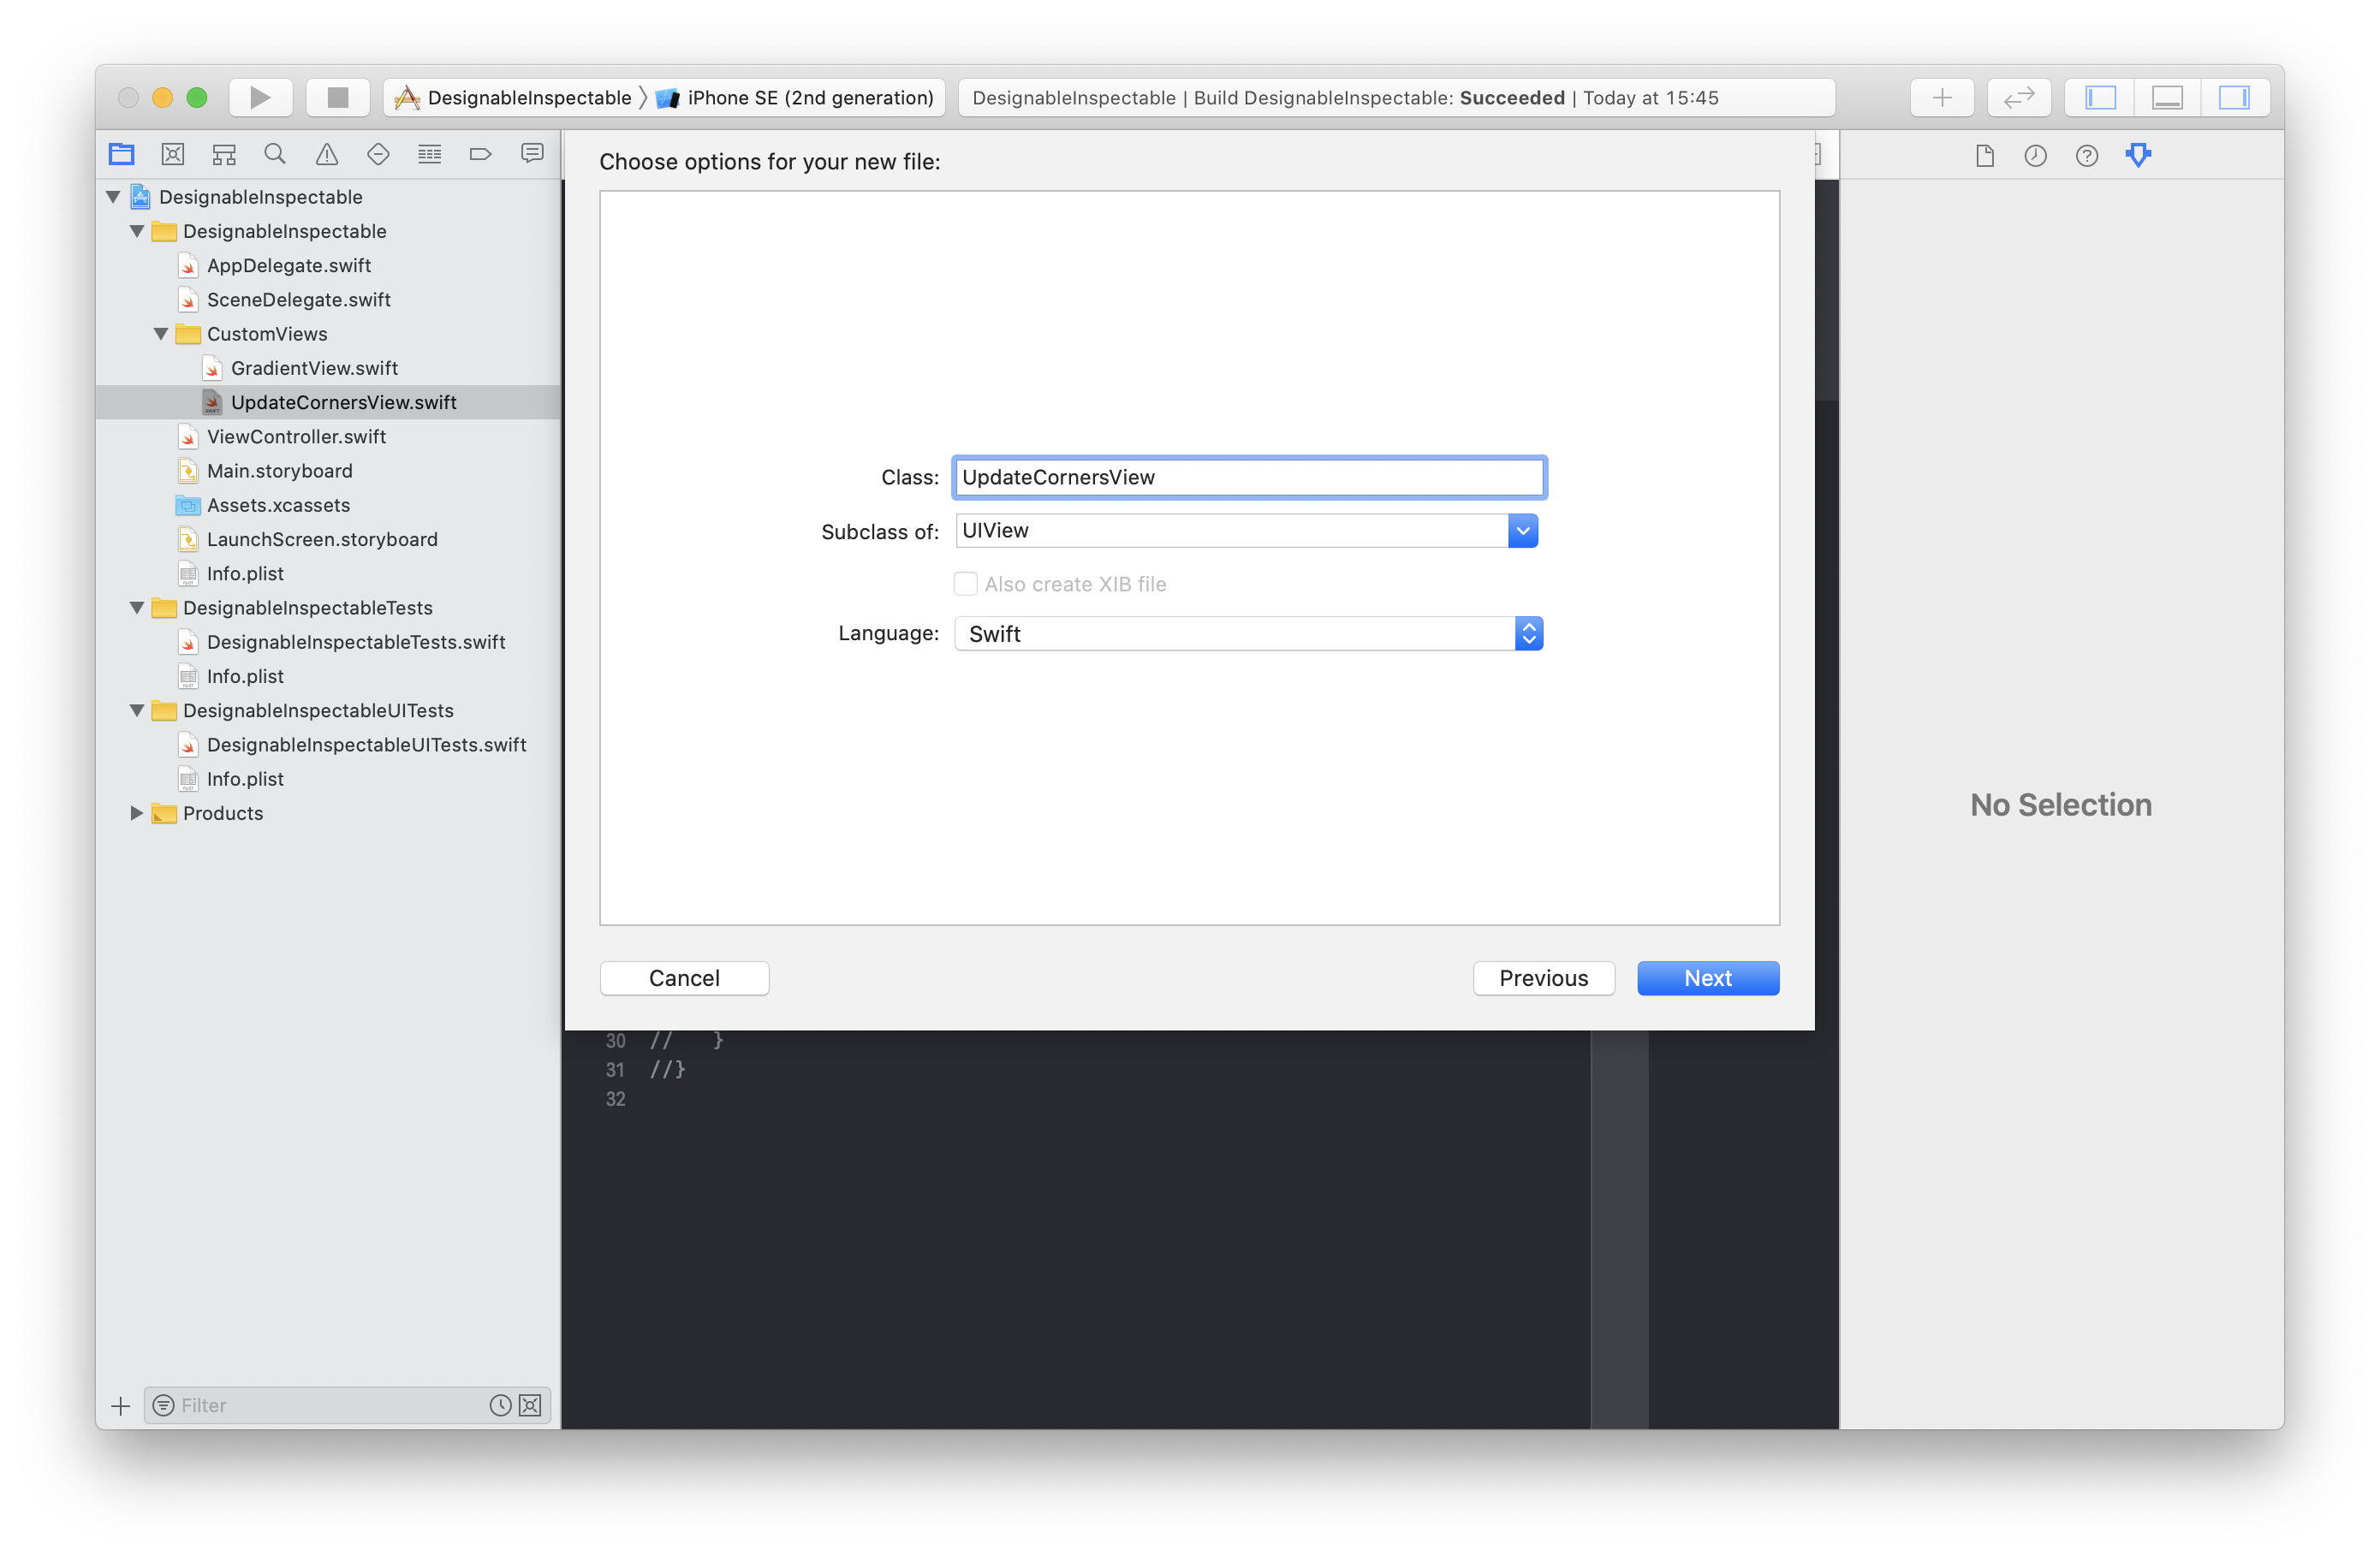 DesignableInspectable 〉 iPhone SE (2nd generation)
DesignableInspectable | Build DesignableInspectable: Succeeded | Today at 15:45
DesignableInspectable
DesignableInspectable
AppDelegate.swift
SceneDelegate.swift
CustomViews
GradientView.swift
UpdateCornersView.swift
ViewController.swift
Main.storyboard
Assets.xcassets
LaunchScreen.storyboard
Info.plist
DesignableInspectableTests
DesignableInspectableTests.swift
Info.plist
DesignableInspectableUITests
DesignableInspectableUITests.swift
Info.plist
Products
Filter
Choose options for your new file:
Class: UpdateCornersView
Subclass of: UIView
Also create XIB file
Language: Swift
Cancel
Previous
Next
30 // }
31 //}
32
No Selection